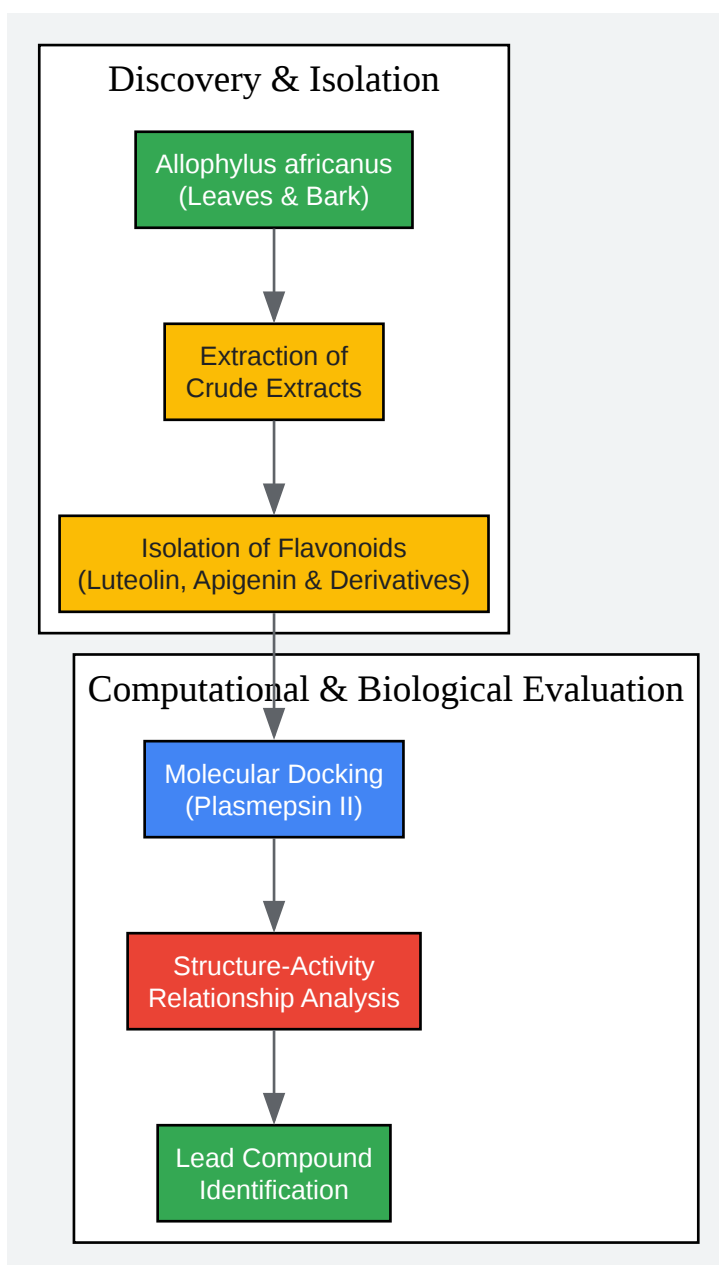 Discovery & Isolation
Allophylus africanus
(Leaves & Bark)
Extraction of
Crude Extracts
Isolation of Flavonoids
(Luteolin, Apigenin & Derivatives)
Computational & Biological Evaluation
Molecular Docking
(Plasmepsin II)
Structure-Activity
Relationship Analysis
Lead Compound
Identification